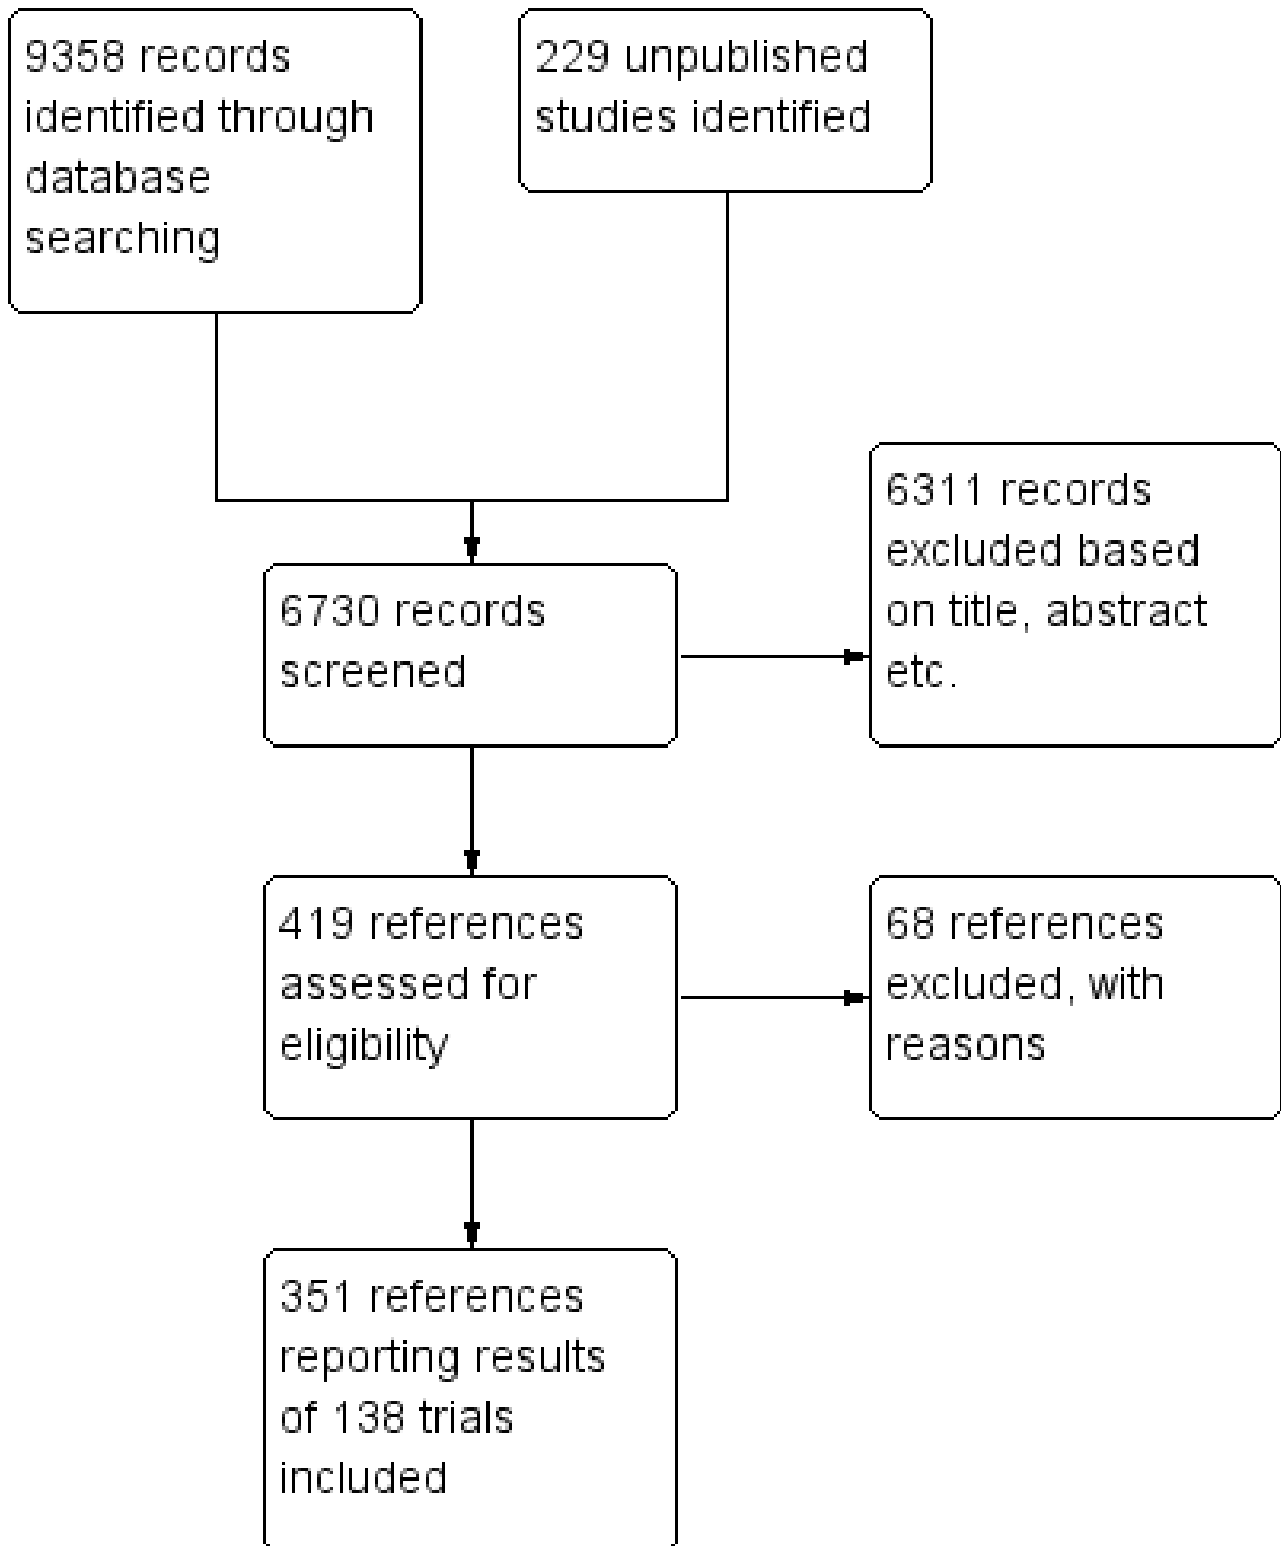 9358 records
identified through
database
searching
229 unpublished
studies identified
6730 records
screened
6311 records
excluded based
on title, abstract
etc.
419 references
assessed for
eligibility
68 references
excluded, with
reasons
351 references
reporting results
of 138 trials
included